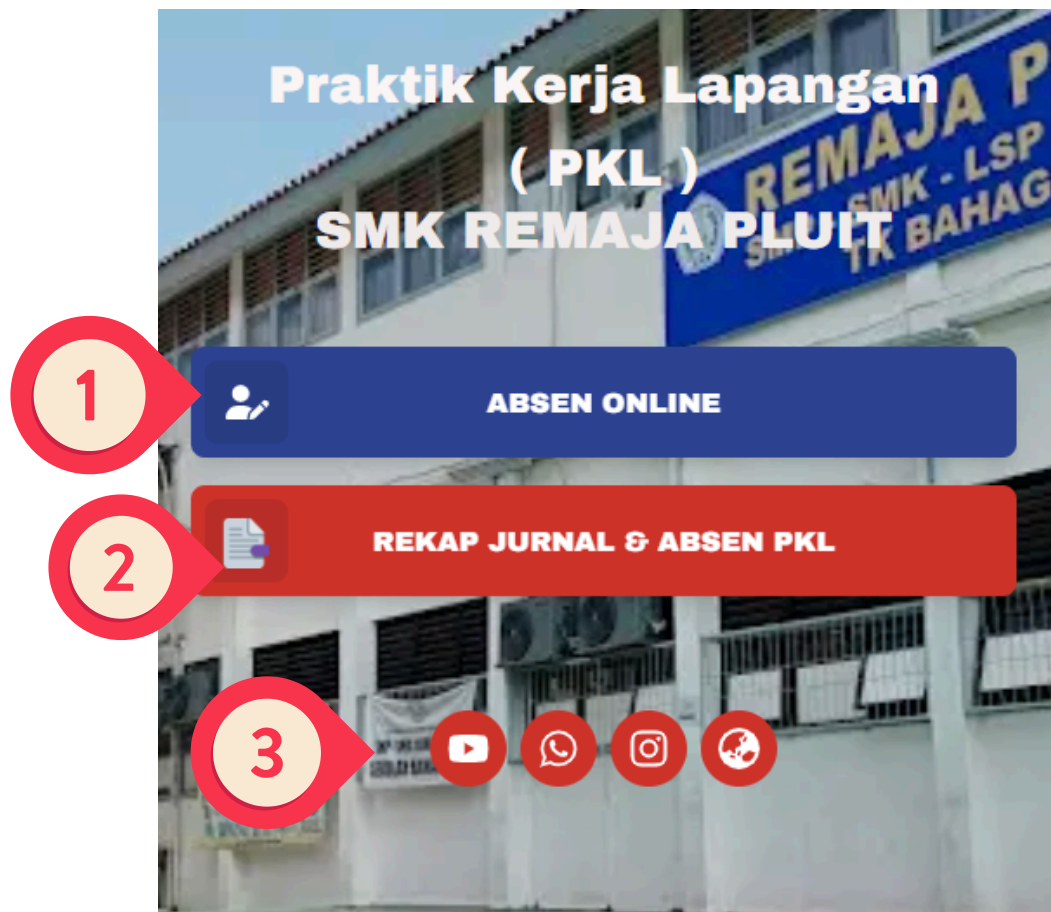 Praktik Kerja Lapangan
( PKL )
SMK REMAJA PLUIT
REMAJA P
SMK - LSP
TK BAHAG
1
ABSEN ONLINE
2
REKAP JURNAL & ABSEN PKL
3